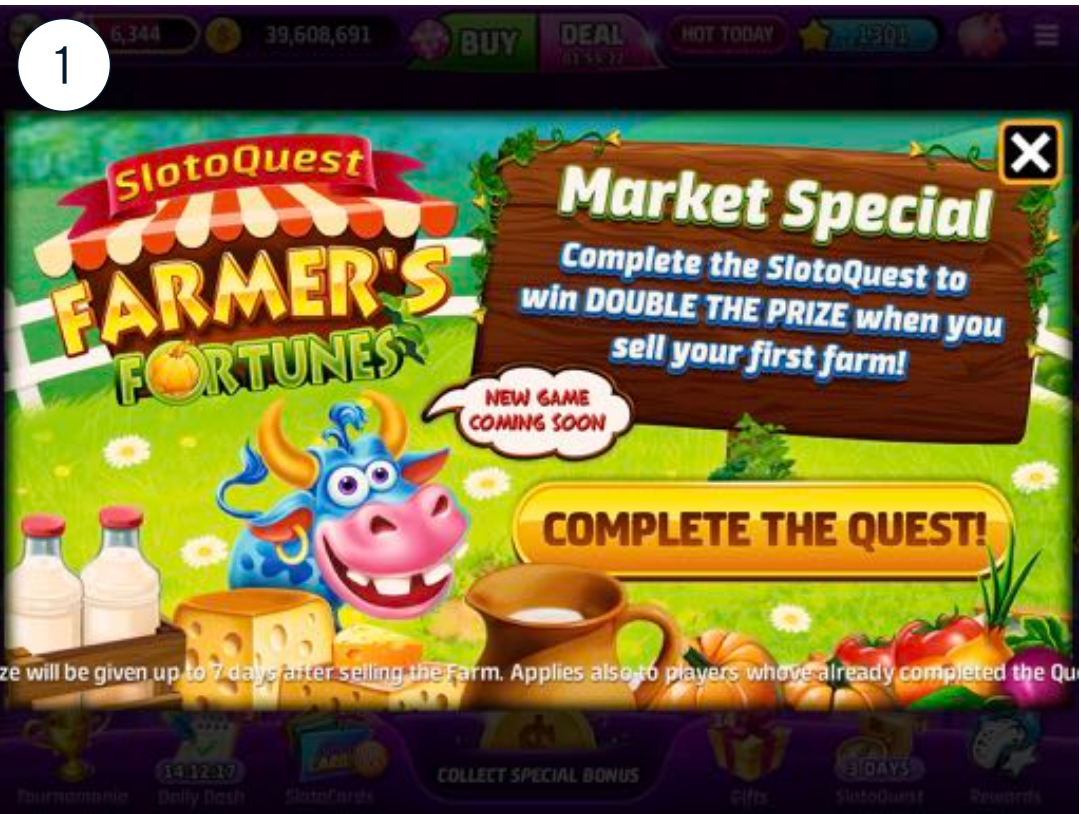 1
6,344
39,608,691
BUY
DEAL
HOT TODAY
1301
SlotoQuest
FARMER'S
FORTUNES
Market Special
Complete the SlotoQuest to
win DOUBLE THE PRIZE when you
sell your first farm!
NEW GAME
COMING SOON
COMPLETE THE QUEST!
ze will be given up to 7 days after selling the Farm. Applies also to players whove already completed the Qu
COLLECT SPECIAL BONUS
14:12:17
3 DAYS
Tournamania
Daily Dash
SlotoCards
Gifts
SlotoQuest
Rewards